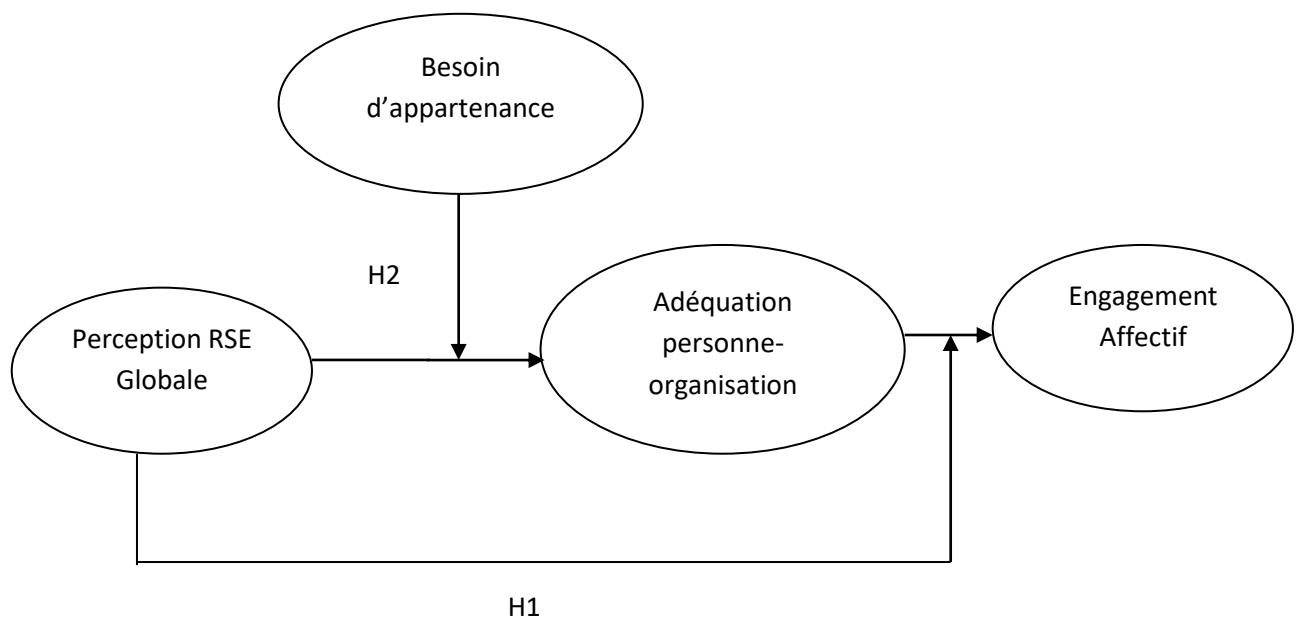 Besoin
d’appartenance
H2
Perception RSE
Globale
Adéquation
personne-
organisation
Engagement
Affectif
H1